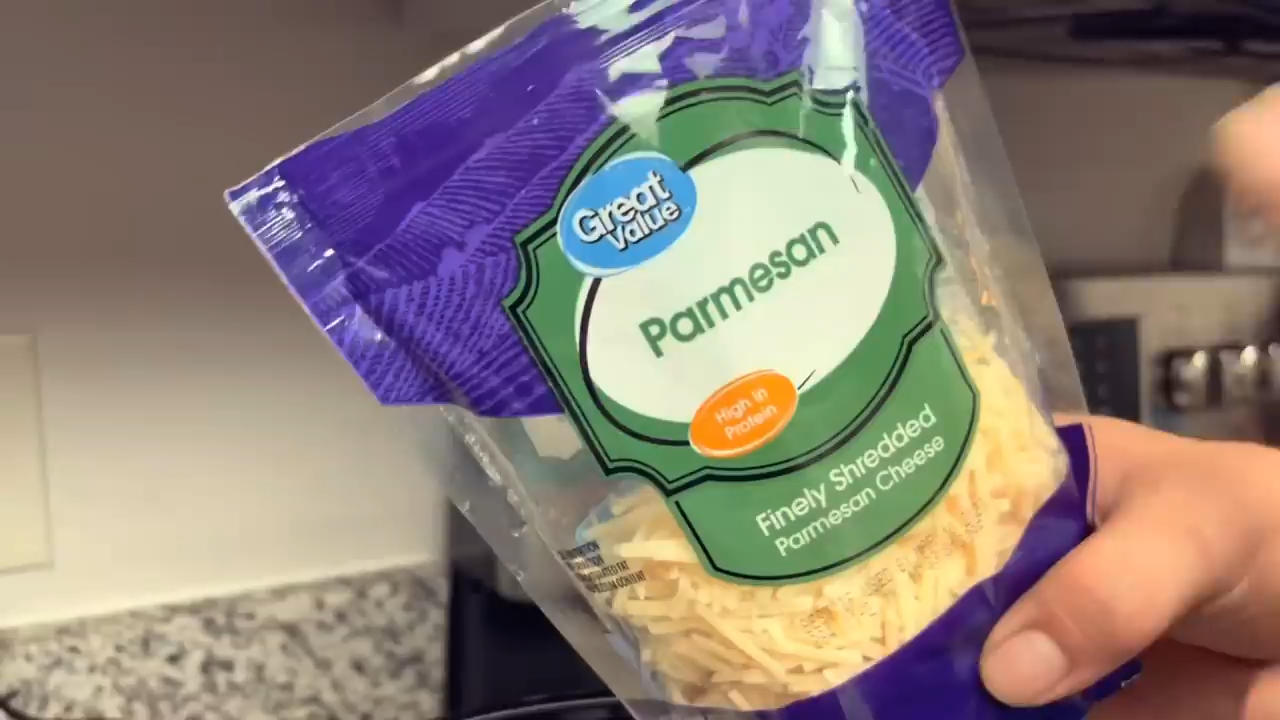 Great
Value
Parmesan
High in
Protein
Finely Shredded
Parmesan Cheese